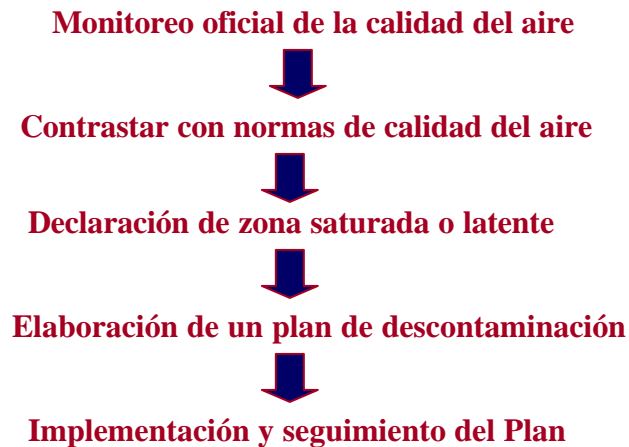 Monitoreo oficial de la calidad del aire
Contrastar con normas de calidad del aire
Declaración de zona saturada o latente
Elaboración de un plan de descontaminación
Implementación y seguimiento del Plan